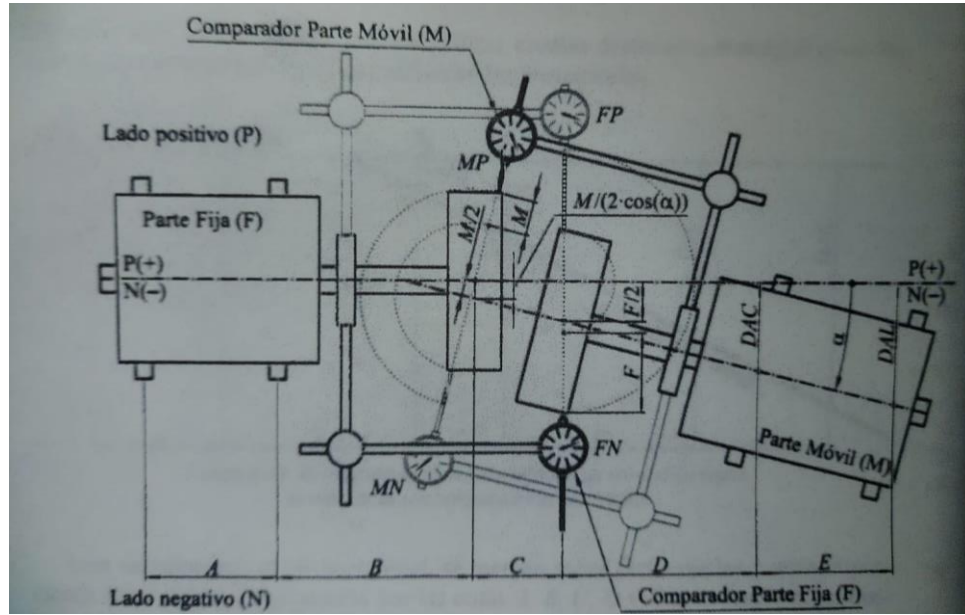 Comparador Parte Móvil (M)
FP
Lado positivo (P)
MP
M/(2·cos(α))
Parte Fija (F)
M
M/2
P(+)
N(−)
P(+)
N(−)
F/2
DAC
α
DAL
F
Parte Móvil (M)
FN
MN
A
B
C
D
E
Lado negativo (N)
Comparador Parte Fija (F)